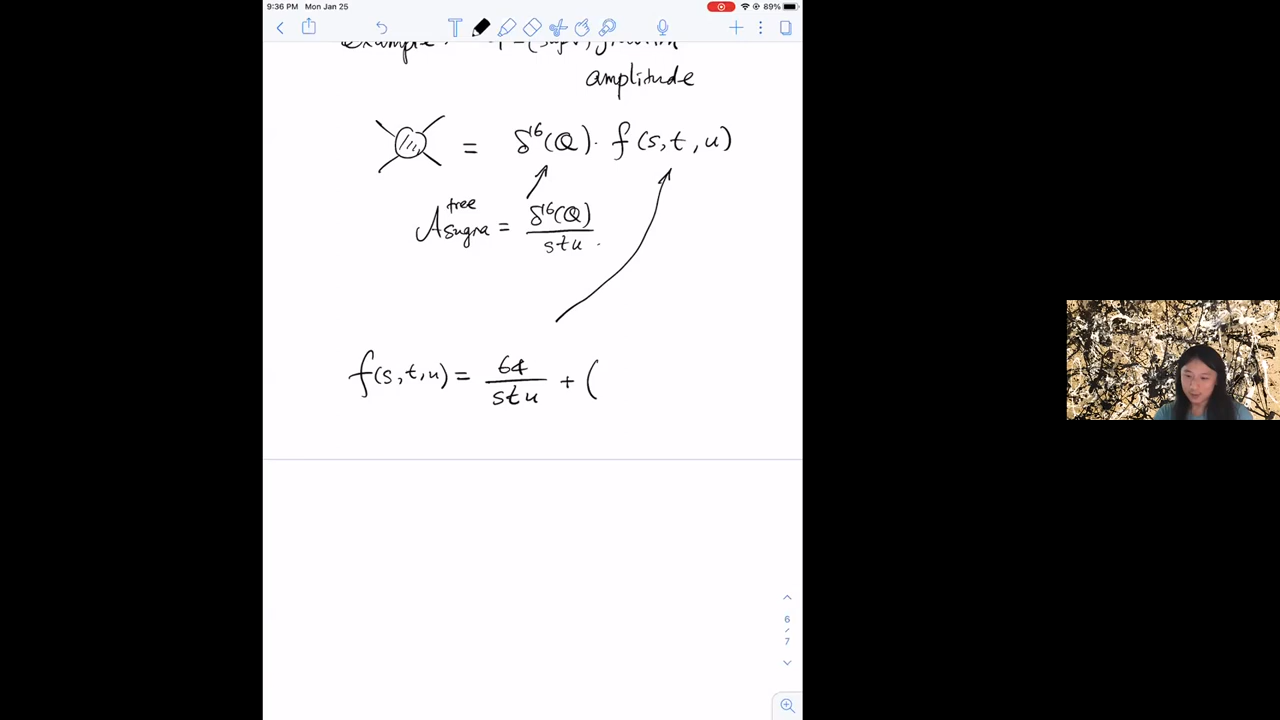 9:36 PM Mon Jan 25
89%
amplitude
= δ¹⁶(Q) · f(s,t,u)
A^tree_sugra = δ¹⁶(Q) / stu
f(s,t,u) = 64 / stu + (
6
/
7